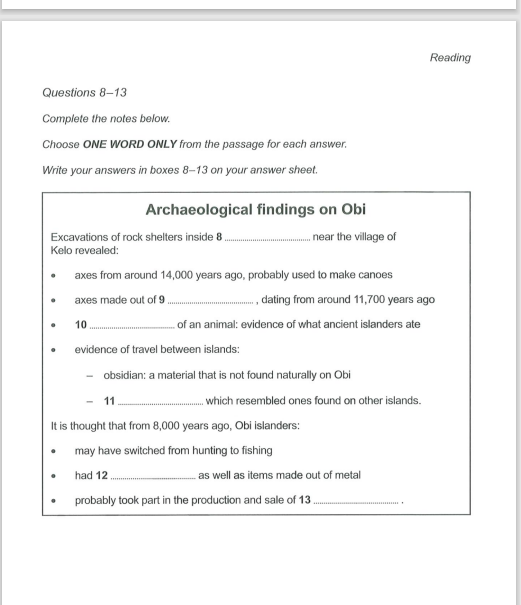 Reading
Questions 8–13
Complete the notes below.
Choose ONE WORD ONLY from the passage for each answer.
Write your answers in boxes 8–13 on your answer sheet.
Archaeological findings on Obi
Excavations of rock shelters inside 8 .................................... near the village of
Kelo revealed:
• axes from around 14,000 years ago, probably used to make canoes
• axes made out of 9 .................................... , dating from around 11,700 years ago
• 10 .................................... of an animal: evidence of what ancient islanders ate
• evidence of travel between islands:
– obsidian: a material that is not found naturally on Obi
– 11 .................................... which resembled ones found on other islands.
It is thought that from 8,000 years ago, Obi islanders:
• may have switched from hunting to fishing
• had 12 .................................... as well as items made out of metal
• probably took part in the production and sale of 13 .................................... .